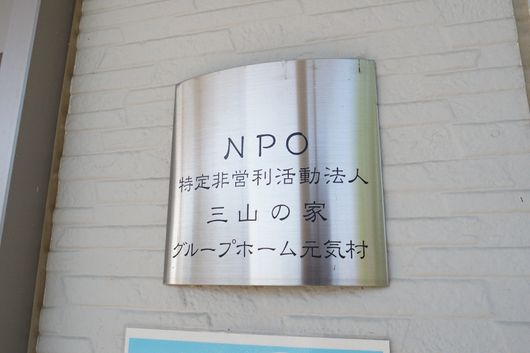 NPO
特定非営利活動法人
三山の家
グループホーム元気村